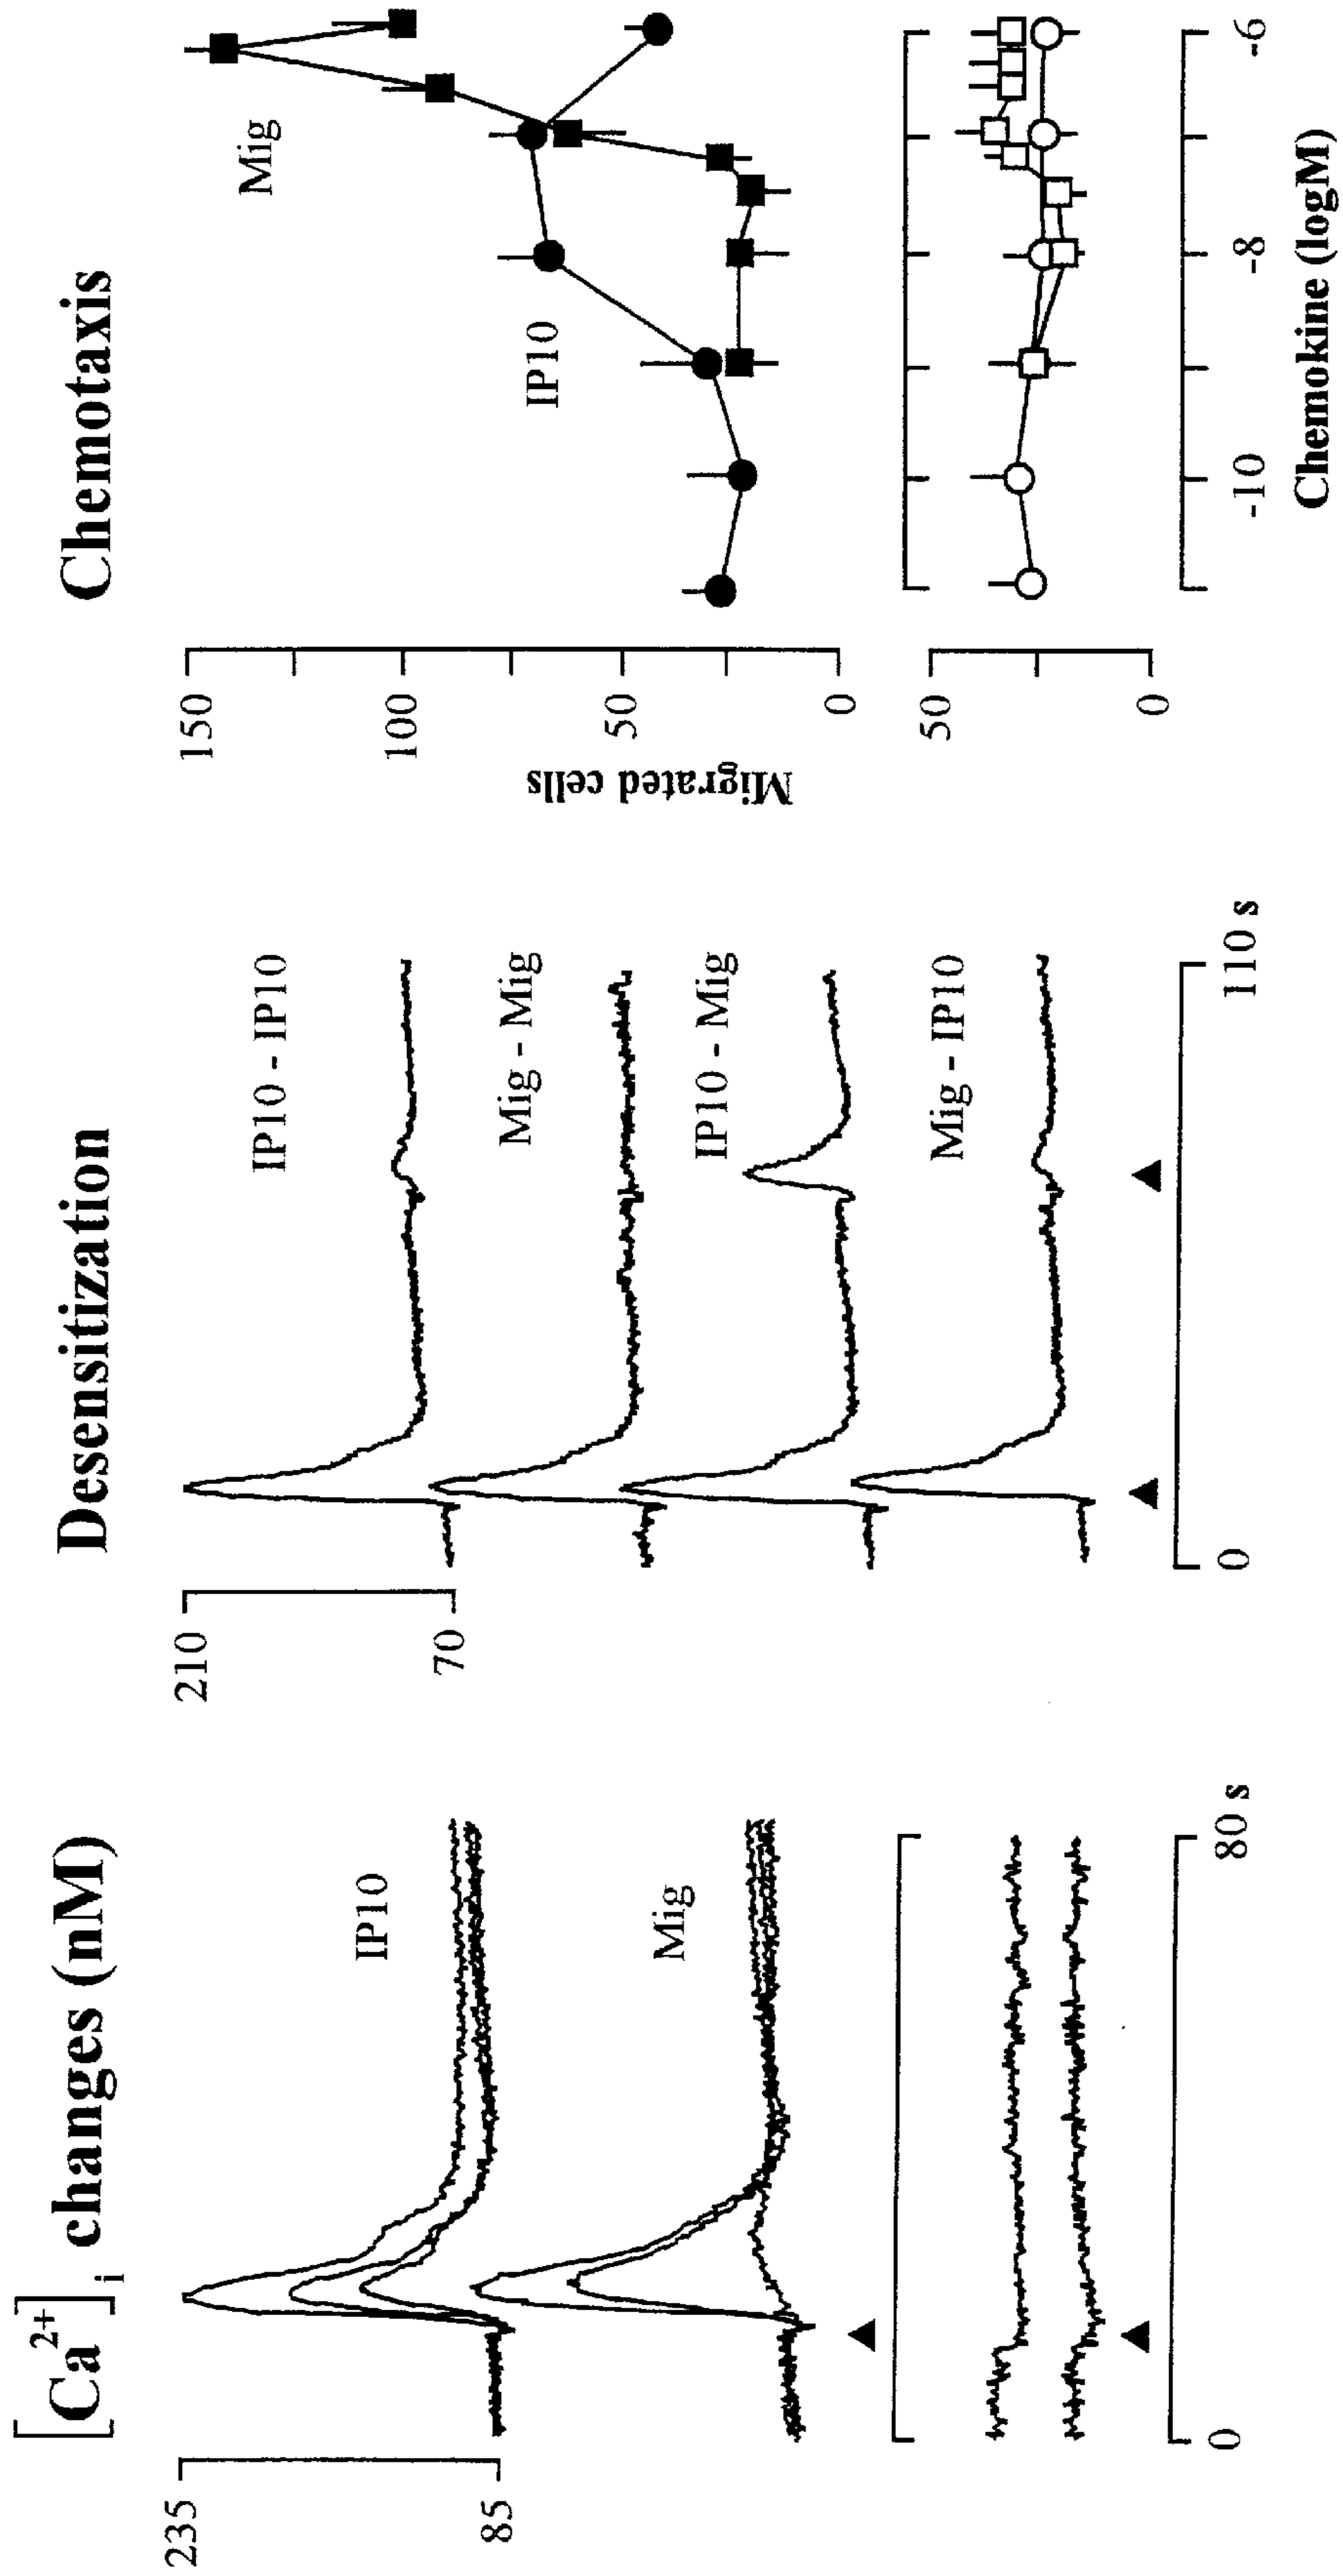 [Ca²⁺]ᵢ changes (nM)
235
85
IP10
Mig
0
80 s
Desensitization
210
70
IP10 - IP10
Mig - Mig
IP10 - Mig
Mig - IP10
0
110 s
Chemotaxis
Migrated cells
150
100
50
0
50
0
Mig
IP10
-10
-8
-6
Chemokine (logM)